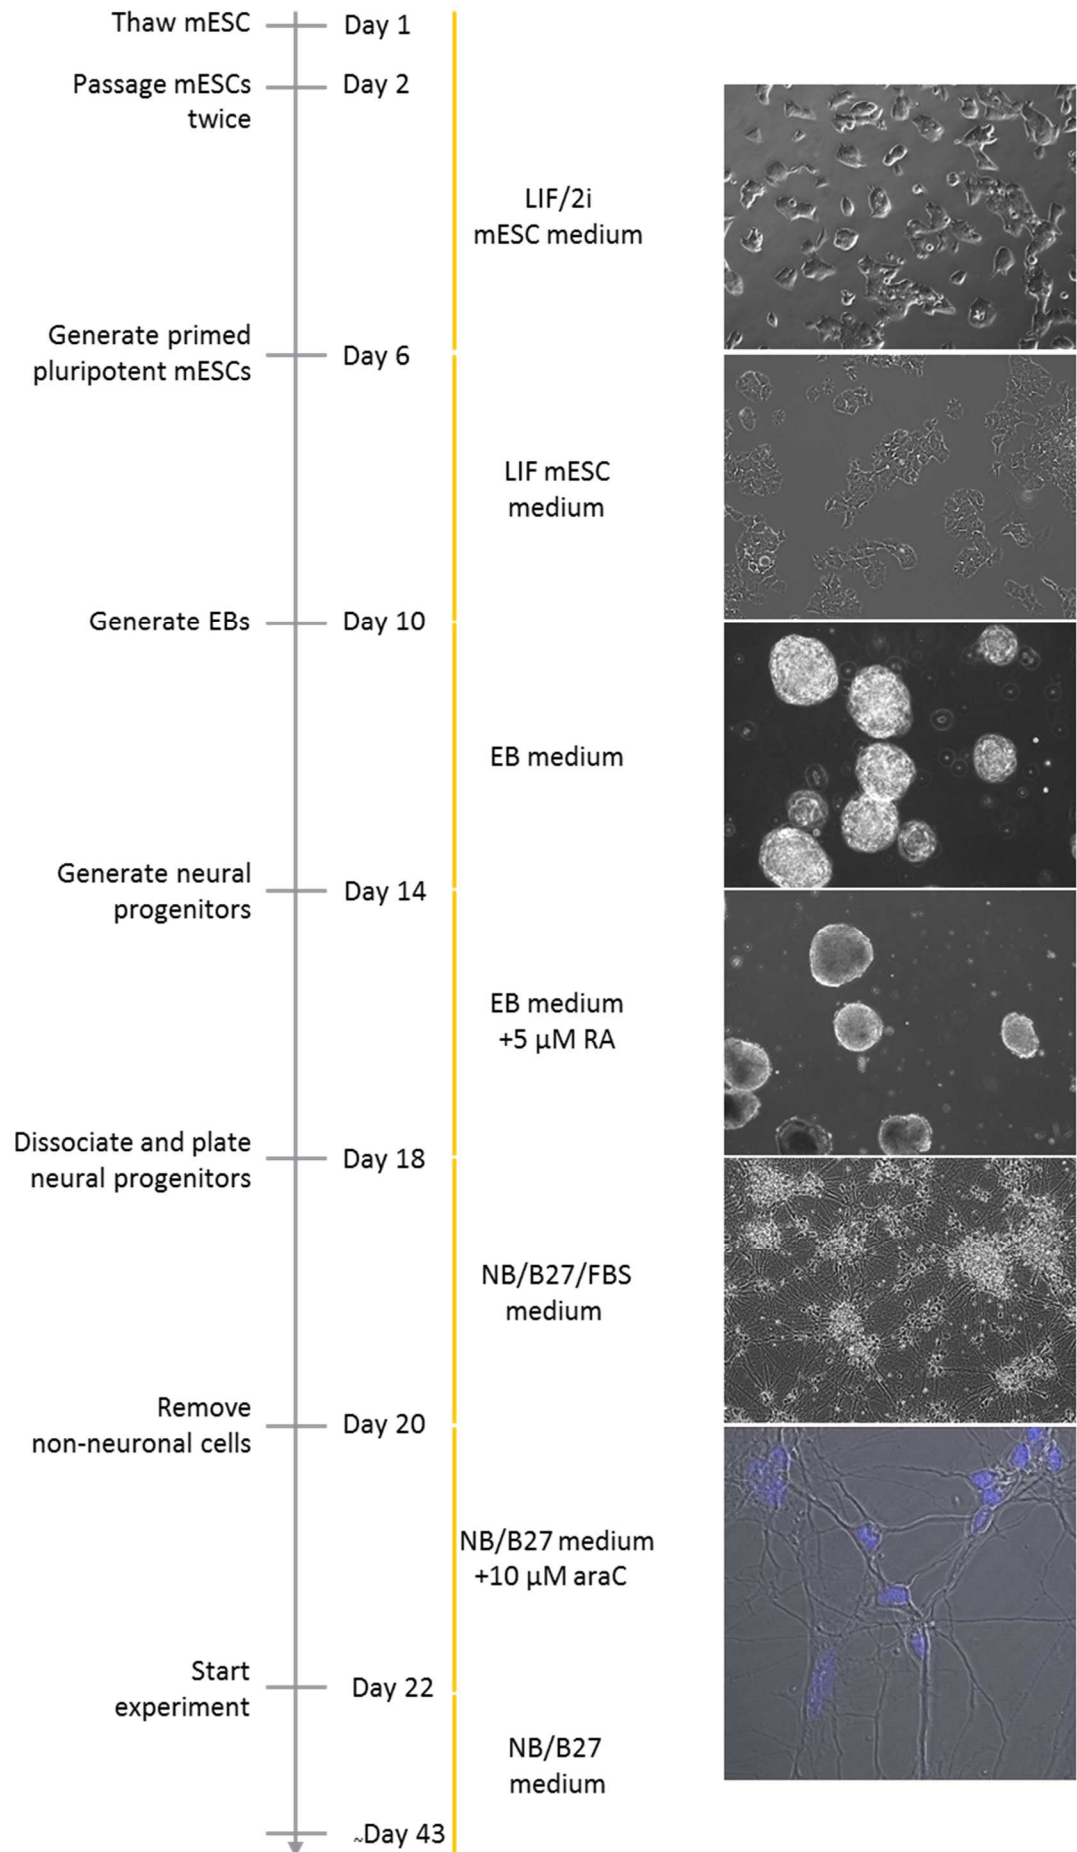 Thaw mESC
Day 1
Passage mESCs
twice
Day 2
LIF/2i
mESC medium
Generate primed
pluripotent mESCs
Day 6
LIF mESC
medium
Generate EBs
Day 10
EB medium
Generate neural
progenitors
Day 14
EB medium
+5 µM RA
Dissociate and plate
neural progenitors
Day 18
NB/B27/FBS
medium
Remove
non-neuronal cells
Day 20
NB/B27 medium
+10 µM araC
Start
experiment
Day 22
NB/B27
medium
~Day 43